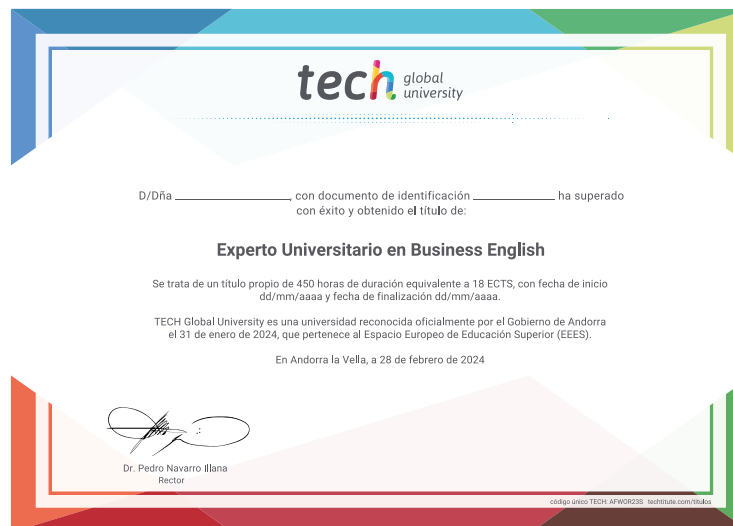 tech global university
D/Dña ____________________, con documento de identificación ______________ ha superado
con éxito y obtenido el título de:
Experto Universitario en Business English
Se trata de un título propio de 450 horas de duración equivalente a 18 ECTS, con fecha de inicio
dd/mm/aaaa y fecha de finalización dd/mm/aaaa.
TECH Global University es una universidad reconocida oficialmente por el Gobierno de Andorra
el 31 de enero de 2024, que pertenece al Espacio Europeo de Educación Superior (EEES).
En Andorra la Vella, a 28 de febrero de 2024
Dr. Pedro Navarro Illana
Rector
código único TECH: AFWOR23S techtitute.com/titulos